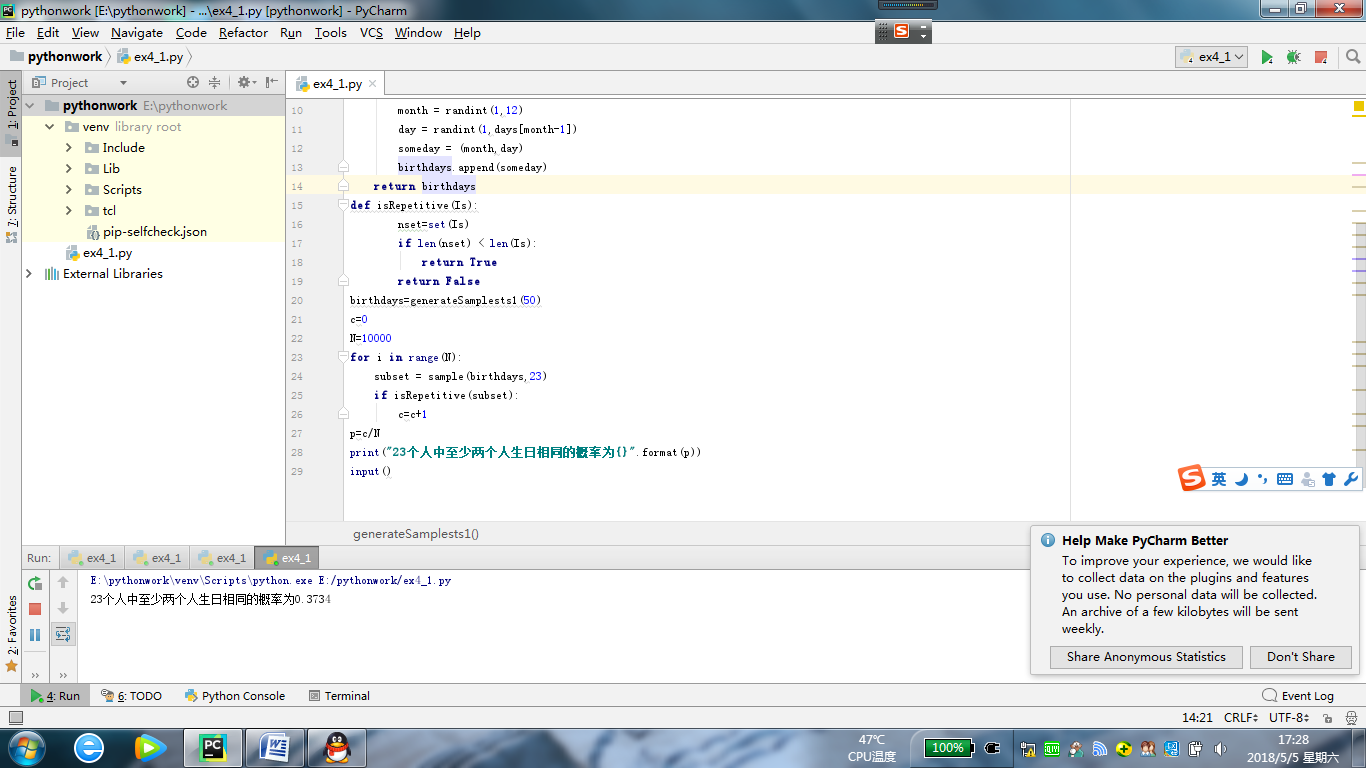 pythonwork [E:\pythonwork] - ...\ex4_1.py [pythonwork] - PyCharm
File Edit View Navigate Code Refactor Run Tools VCS Window Help
pythonwork ex4_1.py ex4_1
1: Project
7: Structure
2: Favorites
Project
pythonwork E:\pythonwork
venv library root
Include
Lib
Scripts
tcl
pip-selfcheck.json
ex4_1.py
External Libraries
ex4_1.py
10 month = randint(1,12)
11 day = randint(1,days[month-1])
12 someday = (month,day)
13 birthdays.append(someday)
14 return birthdays
15 def isRepetitive(Is):
16 nset=set(Is)
17 if len(nset) < len(Is):
18 return True
19 return False
20 birthdays=generateSamplests1(50)
21 c=0
22 N=10000
23 for i in range(N):
24 subset = sample(birthdays,23)
25 if isRepetitive(subset):
26 c=c+1
27 p=c/N
28 print("23个人中至少两个人生日相同的概率为{}".format(p))
29 input()
generateSamplests1()
英
Help Make PyCharm Better
To improve your experience, we would like
to collect data on the plugins and features
you use. No personal data will be collected.
An archive of a few kilobytes will be sent
weekly.
Share Anonymous Statistics Don't Share
Run: ex4_1 ex4_1 ex4_1 ex4_1
E:\pythonwork\venv\Scripts\python.exe E:/pythonwork/ex4_1.py
23个人中至少两个人生日相同的概率为0.3734
4: Run 6: TODO Python Console Terminal Event Log
14:21 CRLF UTF-8
47℃
CPU温度
100%
17:28
2018/5/5 星期六